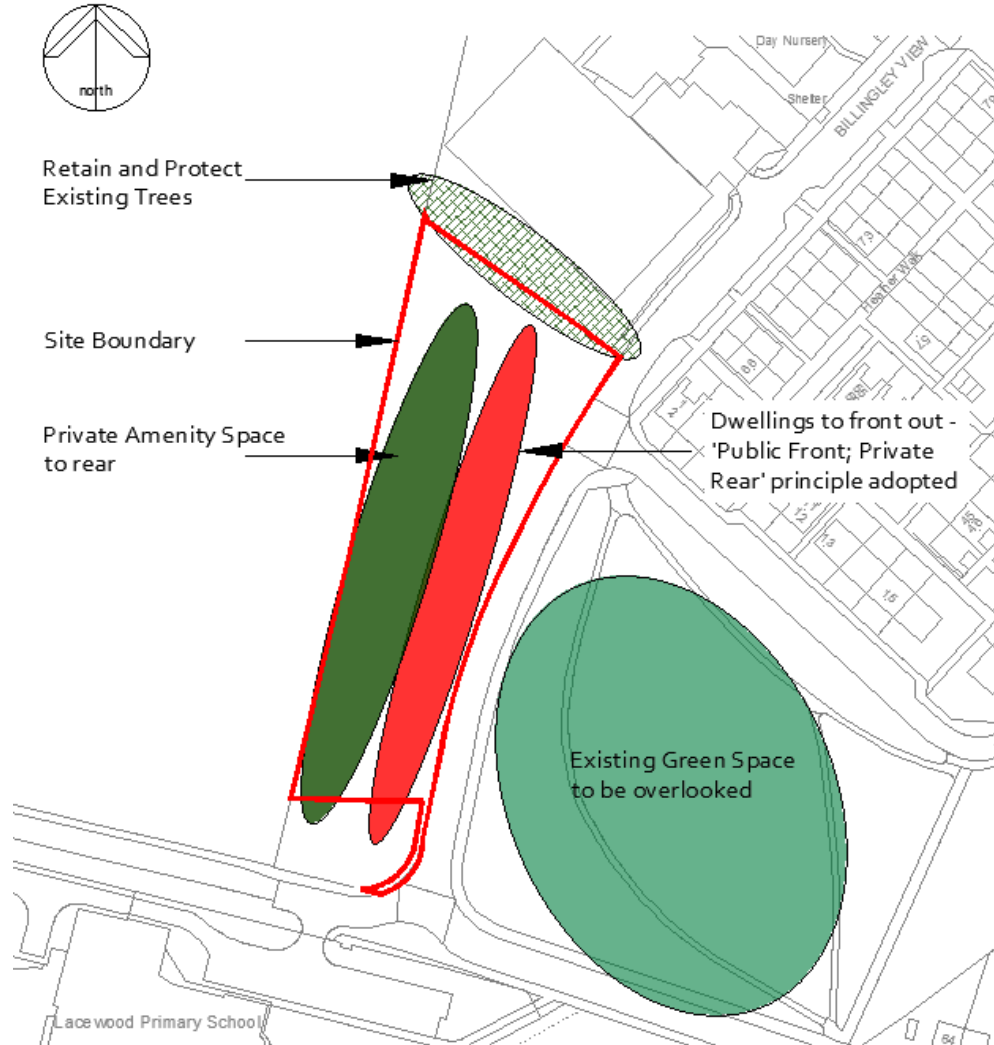 north
Day Nursery
Shelter
BILLINGLEY VIEW
Retain and Protect
Existing Trees
73
Heather Walk
Site Boundary
57
Private Amenity Space
to rear
Dwellings to front out -
'Public Front; Private
Rear' principle adopted
13
15
Existing Green Space
to be overlooked
Lacewood Primary School
64